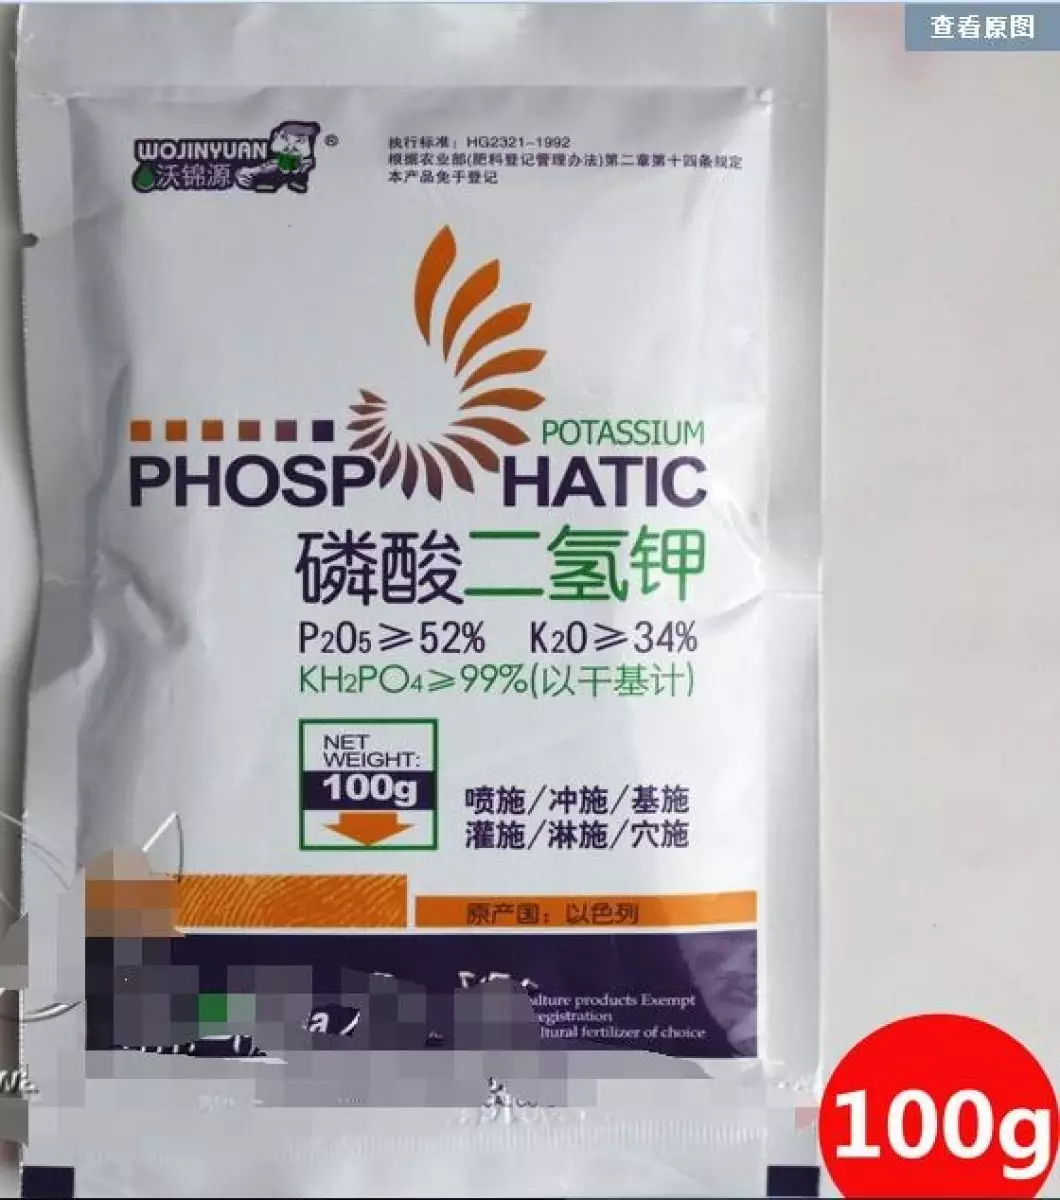 查看原图
WOJINYUAN ®
沃锦源
执行标准：HG2321-1992
根据农业部(肥料登记管理办法)第二章第十四条规定
本产品免于登记
POTASSIUM
PHOSPHATIC
磷酸二氢钾
P2O5≥52% K2O≥34%
KH2PO4≥99%(以干基计)
NET
WEIGHT:
100g
喷施/冲施/基施
灌施/淋施/穴施
原产国：以色列
products Exempt
fertilizer of choice
100g